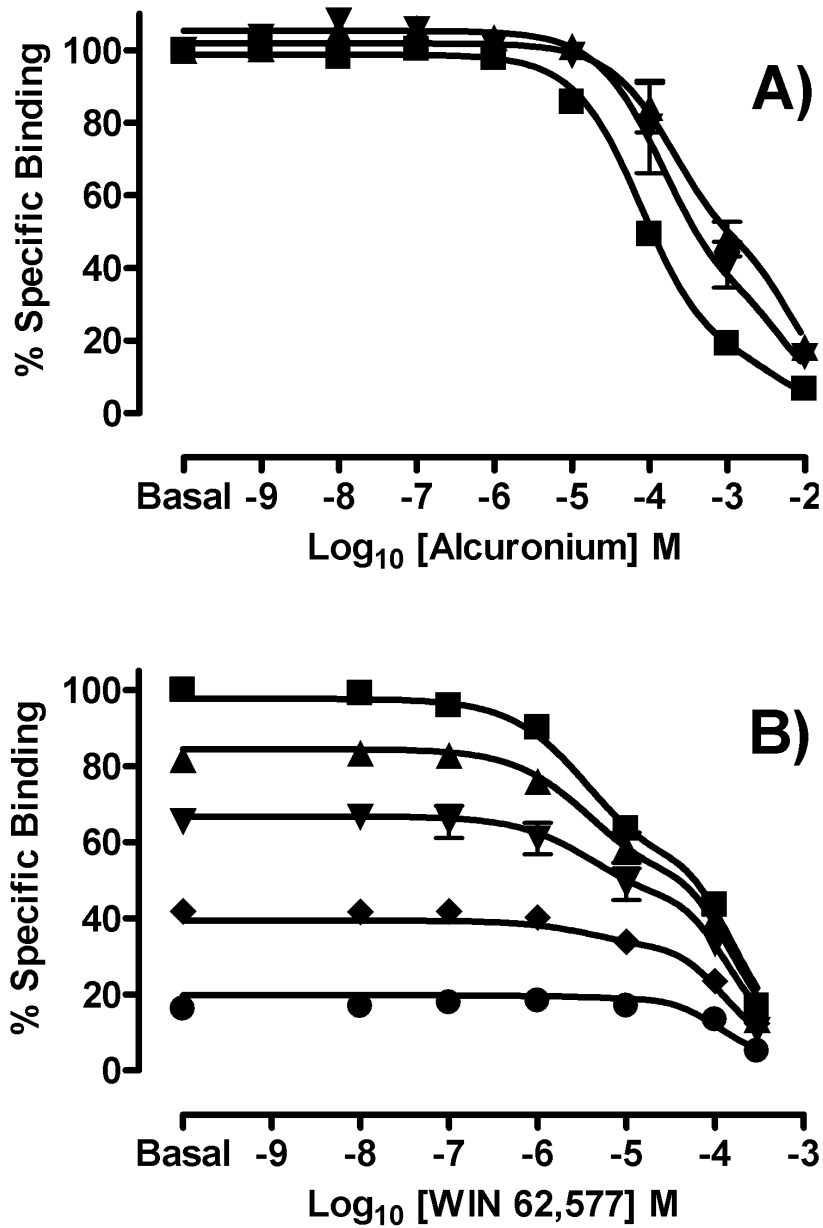 A)
% Specific Binding
100
80
60
40
20
0
Basal -9 -8 -7 -6 -5 -4 -3 -2
Log10 [Alcuronium] M
B)
% Specific Binding
100
80
60
40
20
0
Basal -9 -8 -7 -6 -5 -4 -3
Log10 [WIN 62,577] M